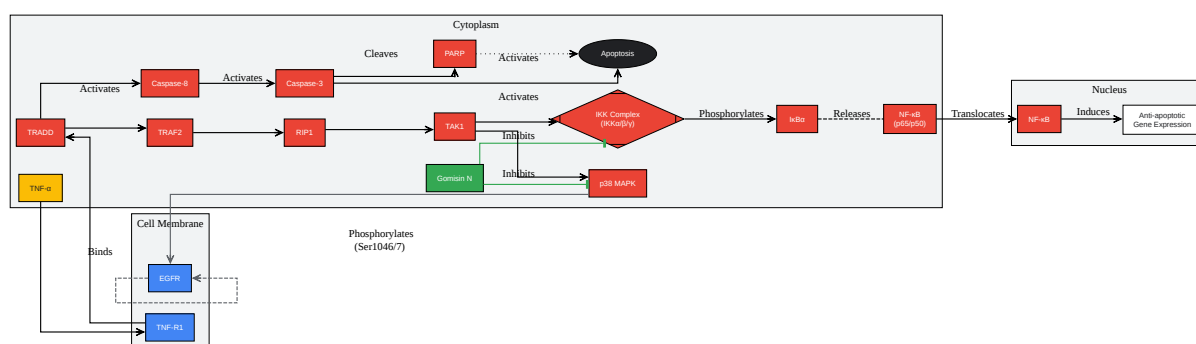 Cytoplasm
Cleaves
PARP
Activates
Apoptosis
Caspase-8
Activates
Caspase-3
Activates
Nucleus
Activates
TRADD
TRAF2
RIP1
TAK1
IKK Complex
(IKKα/β/γ)
Phosphorylates
IκBα
Releases
NF-κB
(p65/p50)
Translocates
NF-κB
Induces
Anti-apoptotic
Gene Expression
Inhibits
TNF-α
Gomisin N
Inhibits
p38 MAPK
Cell Membrane
Phosphorylates
(Ser1046/7)
Binds
EGFR
TNF-R1